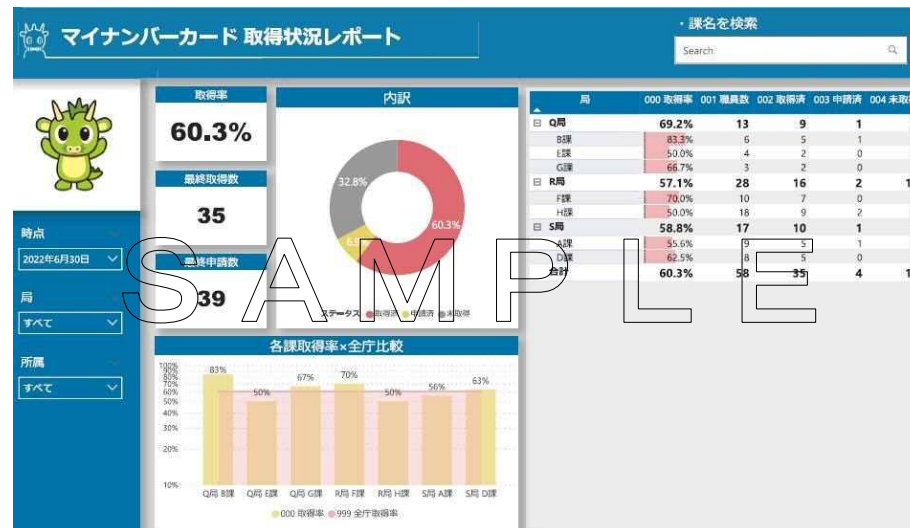 マイナンバーカード 取得状況レポート
・課名を検索
Search
取得率
60.3%
最終取得数
35
最終申請数
39
時点
2022年6月30日
局
すべて
所属
すべて
内訳
32.8%
60.3%
ステータス 取得済 申請済 未取得
局 000 取得率 001 職員数 002 取得済 003 申請済 004 未取得
Q局 69.2% 13 9 1
B課 83.3% 6 5 1
E課 50.0% 4 2 0
G課 66.7% 3 2 0
R局 57.1% 28 16 2
F課 70.0% 10 7 0
H課 50.0% 18 9 2
S局 58.8% 17 10 1
A課 55.6% 9 5 1
D課 62.5% 8 5 0
合計 60.3% 58 35 4
各課取得率×全庁比較
100%
90%
80%
70%
60%
50%
40%
30%
20%
10%
83% 50% 67% 70% 50% 56% 63%
Q局 B課 Q局 E課 Q局 G課 R局 F課 R局 H課 S局 A課 S局 D課
000 取得率 999 全庁取得率
SAMPLE